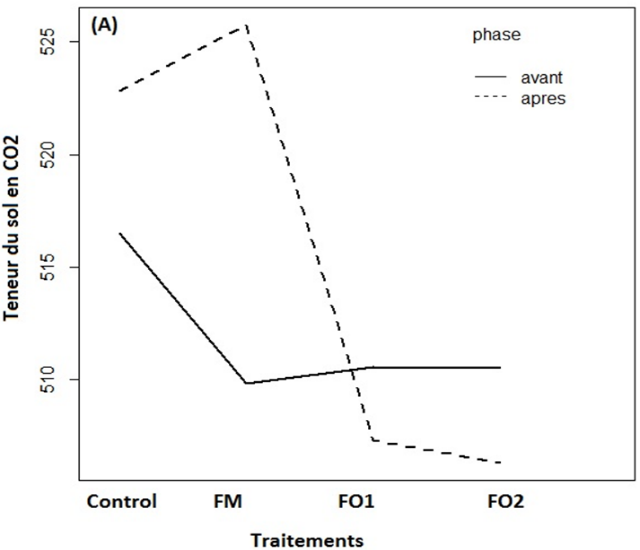 (A)
phase
avant
apres
Teneur du sol en CO2
525
520
515
510
Control FM FO1 FO2
Traitements